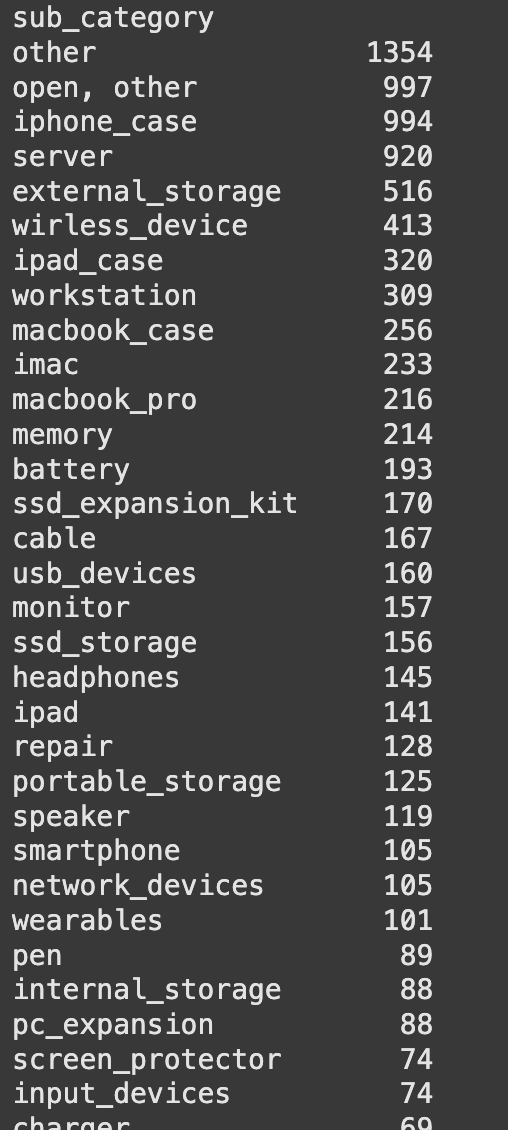 sub_category
other 1354
open, other 997
iphone_case 994
server 920
external_storage 516
wirless_device 413
ipad_case 320
workstation 309
macbook_case 256
imac 233
macbook_pro 216
memory 214
battery 193
ssd_expansion_kit 170
cable 167
usb_devices 160
monitor 157
ssd_storage 156
headphones 145
ipad 141
repair 128
portable_storage 125
speaker 119
smartphone 105
network_devices 105
wearables 101
pen 89
internal_storage 88
pc_expansion 88
screen_protector 74
input_devices 74
charger 69